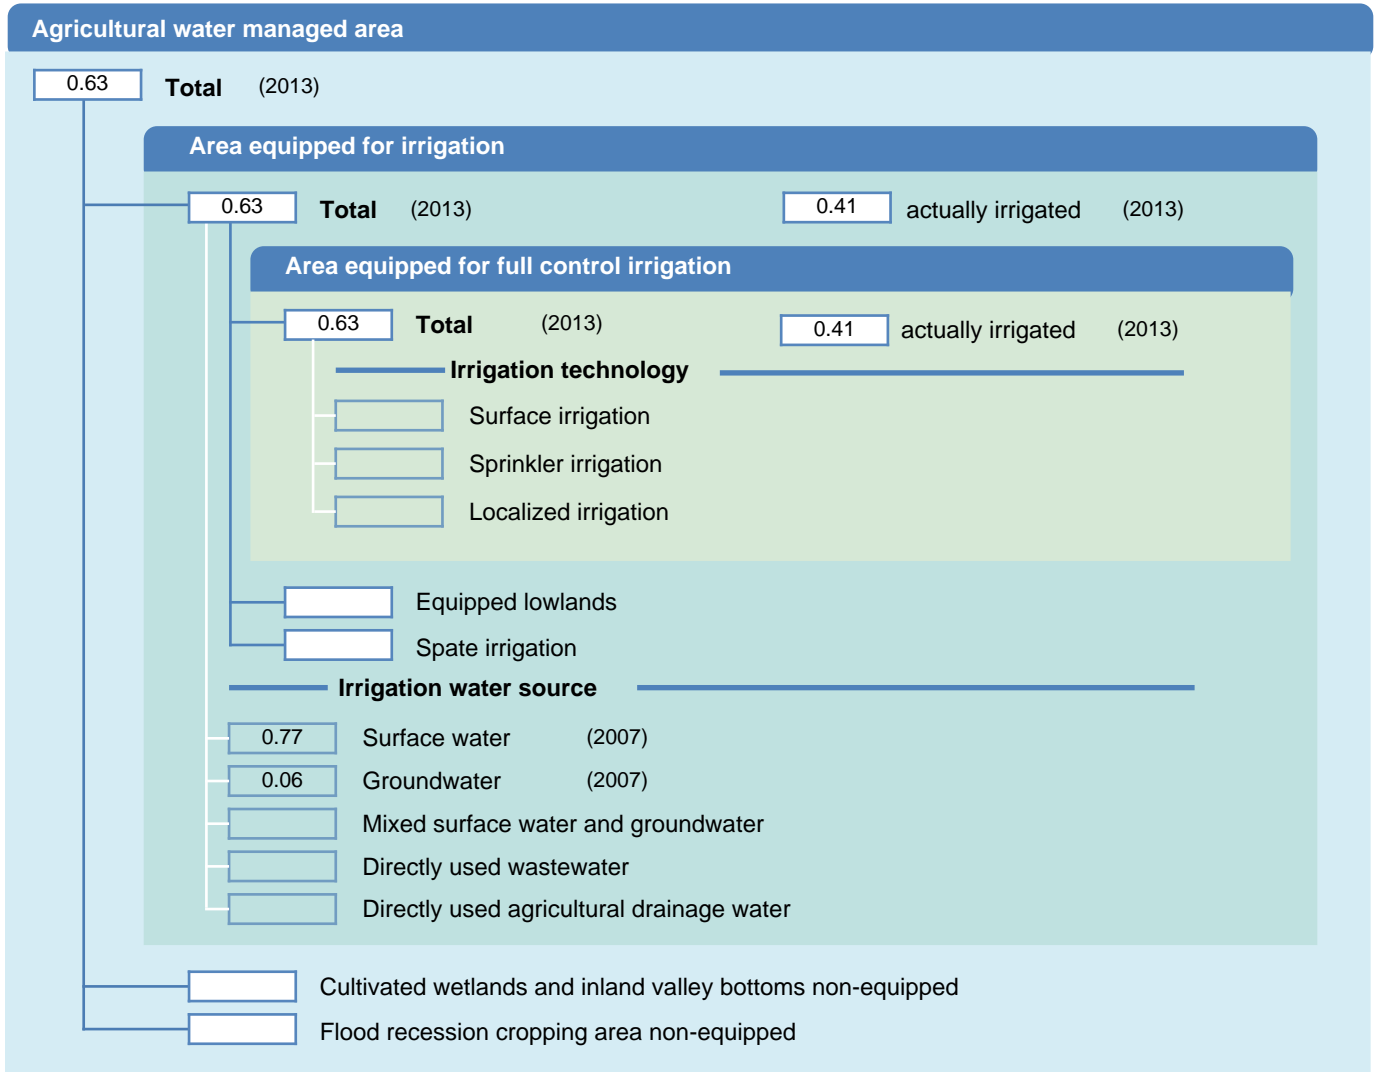 Agricultural water managed area
0.63 Total (2013)
Area equipped for irrigation
0.63 Total (2013) 0.41 actually irrigated (2013)
Area equipped for full control irrigation
0.63 Total (2013) 0.41 actually irrigated (2013)
Irrigation technology
Surface irrigation
Sprinkler irrigation
Localized irrigation
Equipped lowlands
Spate irrigation
Irrigation water source
0.77 Surface water (2007)
0.06 Groundwater (2007)
Mixed surface water and groundwater
Directly used wastewater
Directly used agricultural drainage water
Cultivated wetlands and inland valley bottoms non-equipped
Flood recession cropping area non-equipped